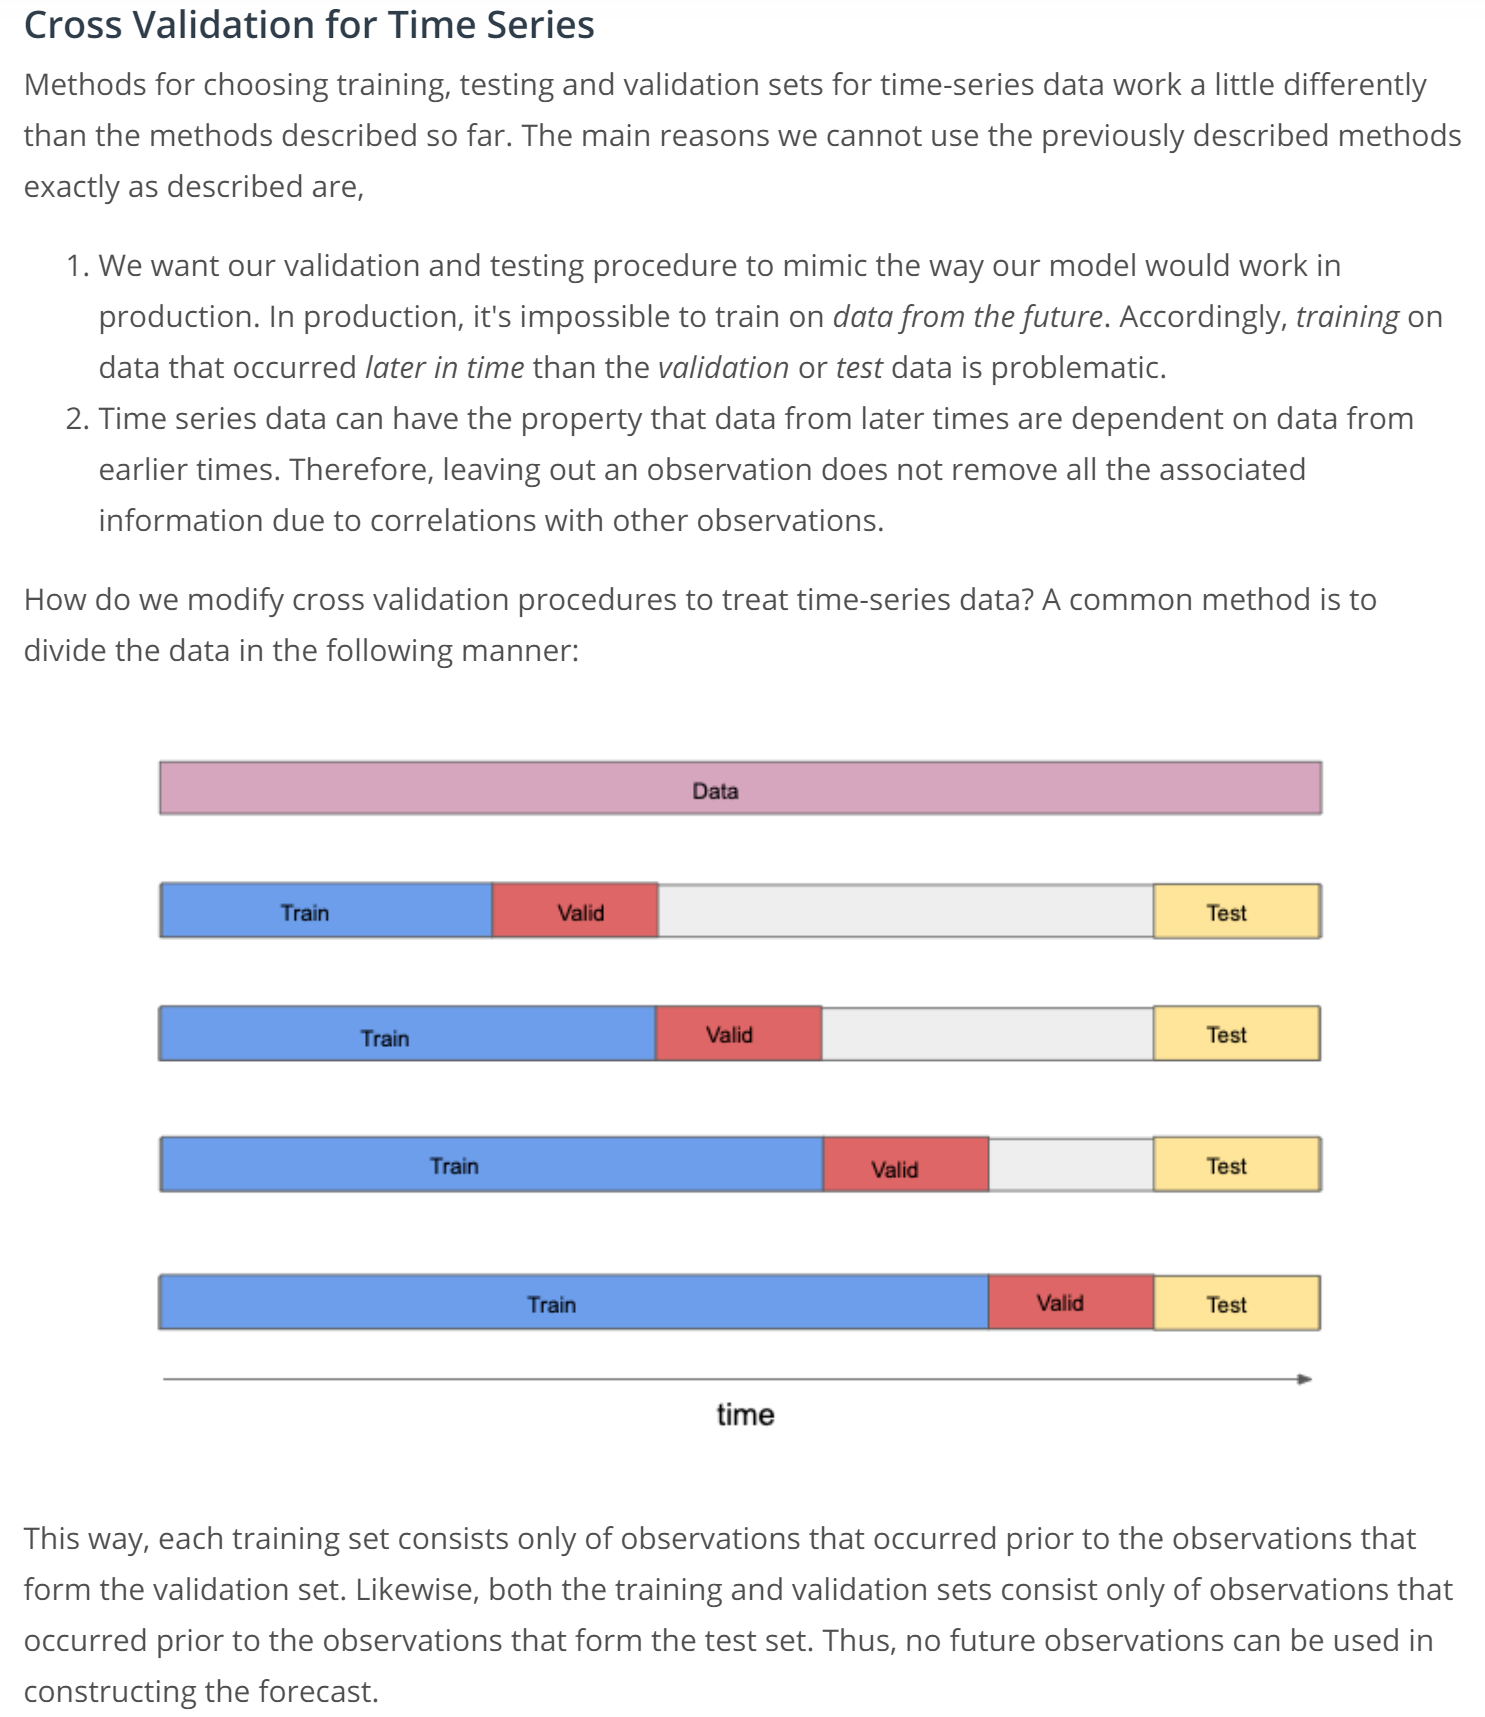 Cross Validation for Time Series
Methods for choosing training, testing and validation sets for time-series data work a little differently
than the methods described so far. The main reasons we cannot use the previously described methods
exactly as described are,
1. We want our validation and testing procedure to mimic the way our model would work in
production. In production, it's impossible to train on data from the future. Accordingly, training on
data that occurred later in time than the validation or test data is problematic.
2. Time series data can have the property that data from later times are dependent on data from
earlier times. Therefore, leaving out an observation does not remove all the associated
information due to correlations with other observations.
How do we modify cross validation procedures to treat time-series data? A common method is to
divide the data in the following manner:
Data
Train Valid Test
Train Valid Test
Train Valid Test
Train Valid Test
time
This way, each training set consists only of observations that occurred prior to the observations that
form the validation set. Likewise, both the training and validation sets consist only of observations that
occurred prior to the observations that form the test set. Thus, no future observations can be used in
constructing the forecast.